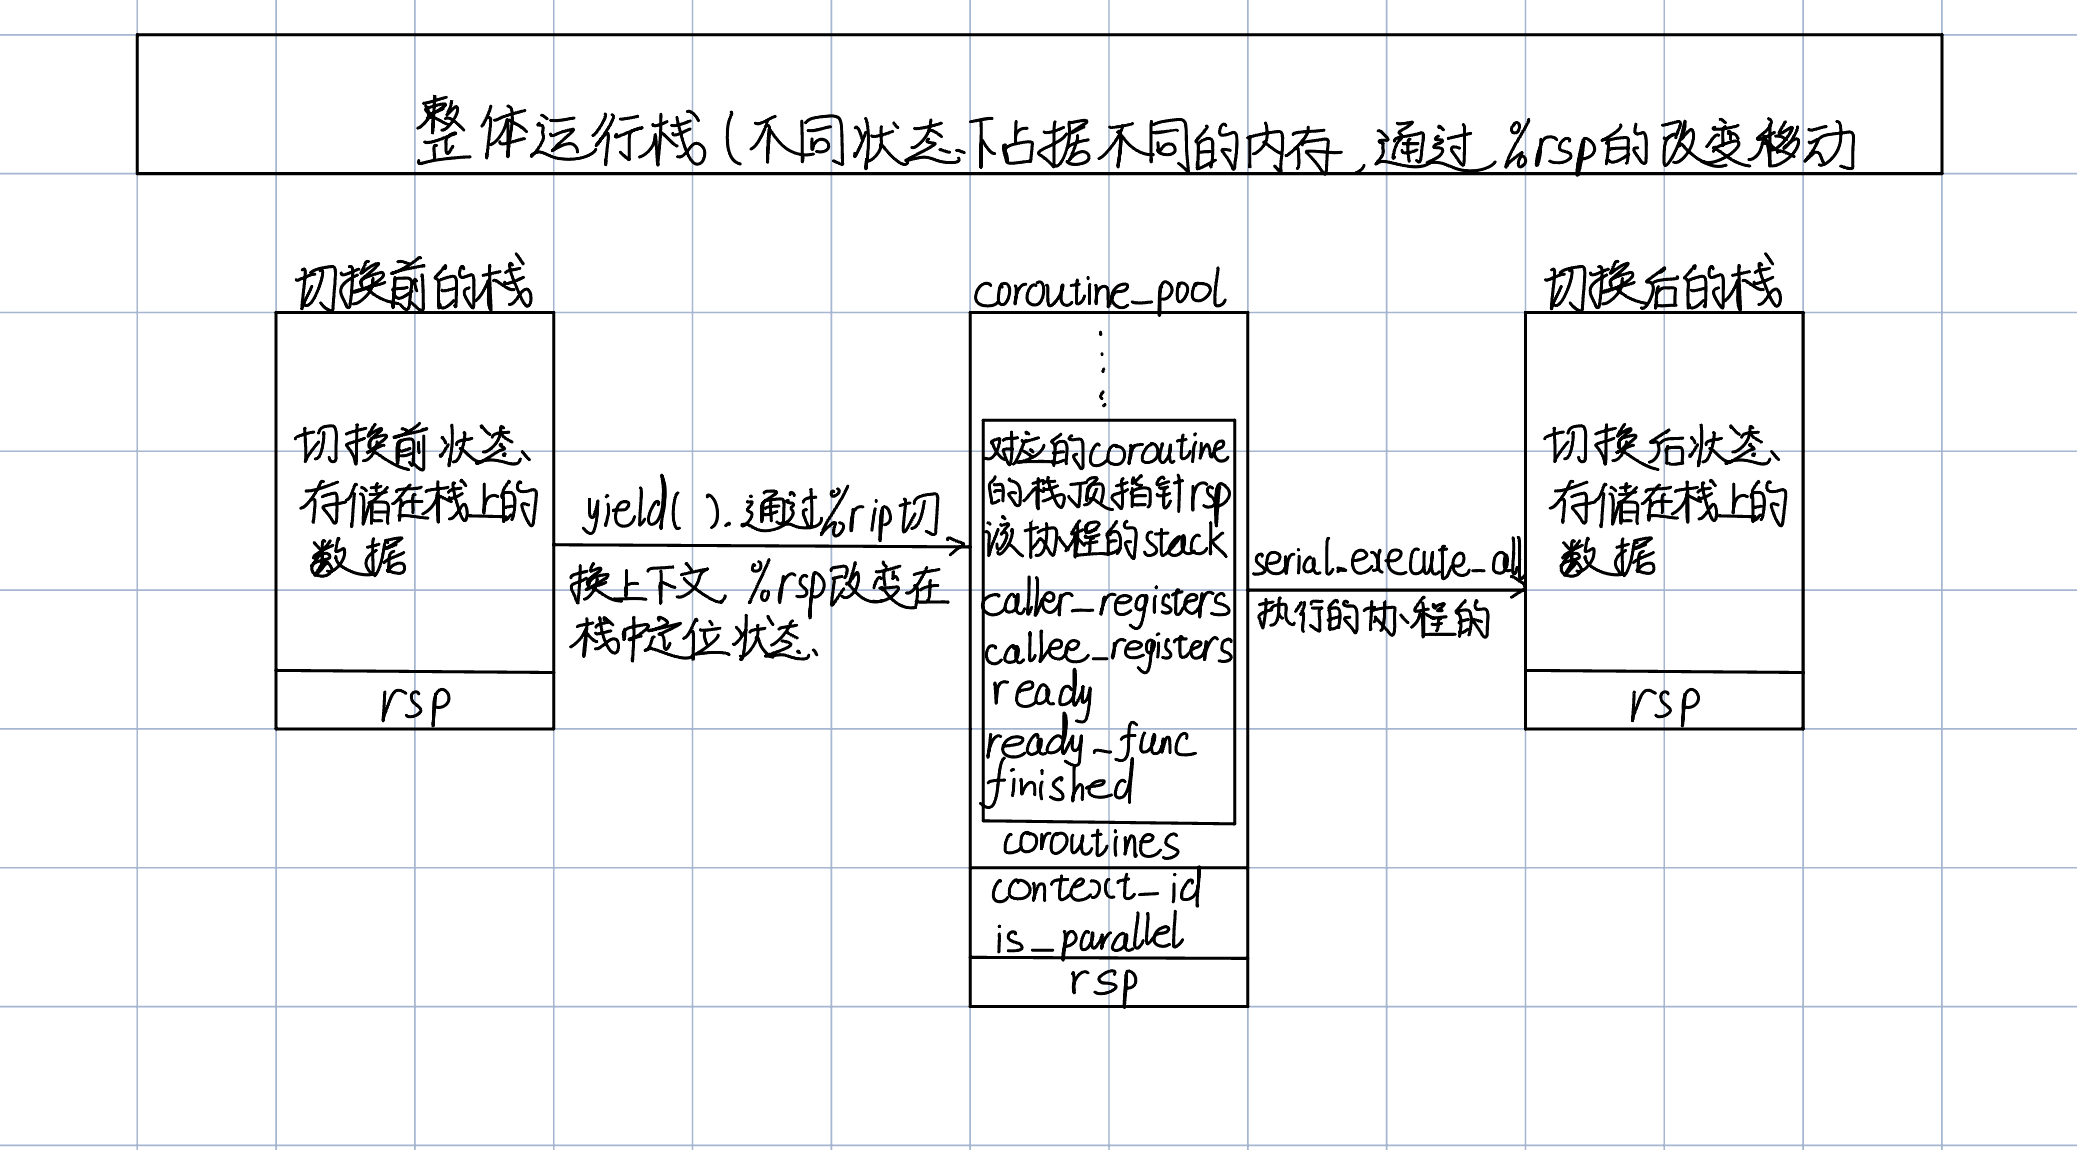 整体运行栈(不同状态下占据不同的内存,通过%rsp的改变移动
切换前的栈
切换前状态、
存储在栈上的
数据
rsp
yield().通过%rip切
换上下文,%rsp改变在
栈中定位状态、
coroutine_pool
对应的coroutine
的栈顶指针rsp
该协程的stack
caller_registers
callee_registers
ready
ready_func
finished
coroutines
context_id
is_parallel
rsp
serial_execute_all
执行的协程的
切换后的栈
切换后状态、
存储在栈上的
数据
rsp